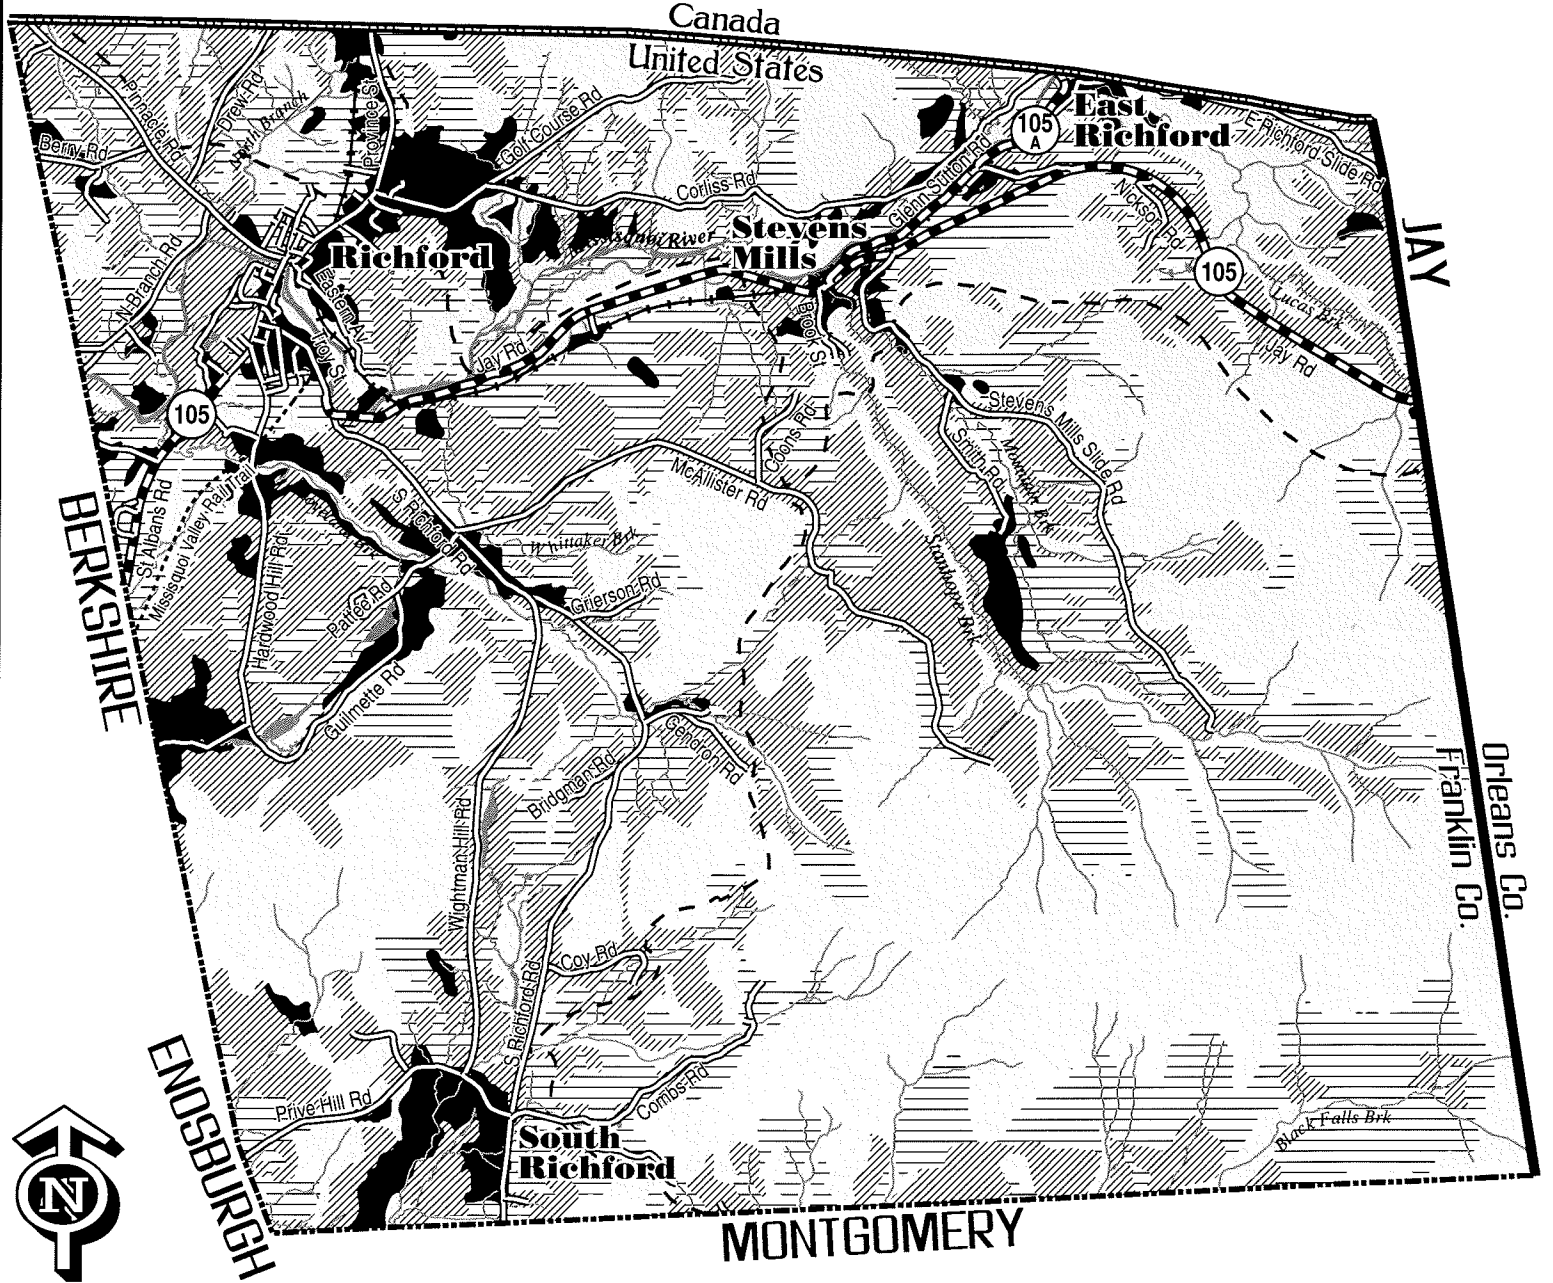 Canada
United States
East
Richford
105
A
E Richford Slide Rd
Pinnacle Rd
Drew Rd
North Branch
Province St
Golf Course Rd
Berry Rd
Corliss Rd
Glenn Sutton Rd
Nickson Rd
JAY
Stevens
Mills
Missisquoi River
Richford
N Branch Rd
Eastern Av
105
Lucas Brk
Jay Rd
Troy St
Jay Rd
Brook St
105
Stevens Mills Slide Rd
Coons Rd
Smith Rd
Mountain Brk
McAllister Rd
St Albans Rd
Missisquoi Valley Rail Trail
S Richford Rd
BERKSHIRE
Hardwood Hill Rd
Whittaker Brk
Stanhope Brk
Pattee Rd
Grierson Rd
Guilmette Rd
Gendron Rd
Bridgman Rd
Orleans Co.
Franklin Co.
Wightman Hill Rd
Coy Rd
S Richford Rd
Prive Hill Rd
Combs Rd
Black Falls Brk
South
Richford
ENOSBURGH
MONTGOMERY
N